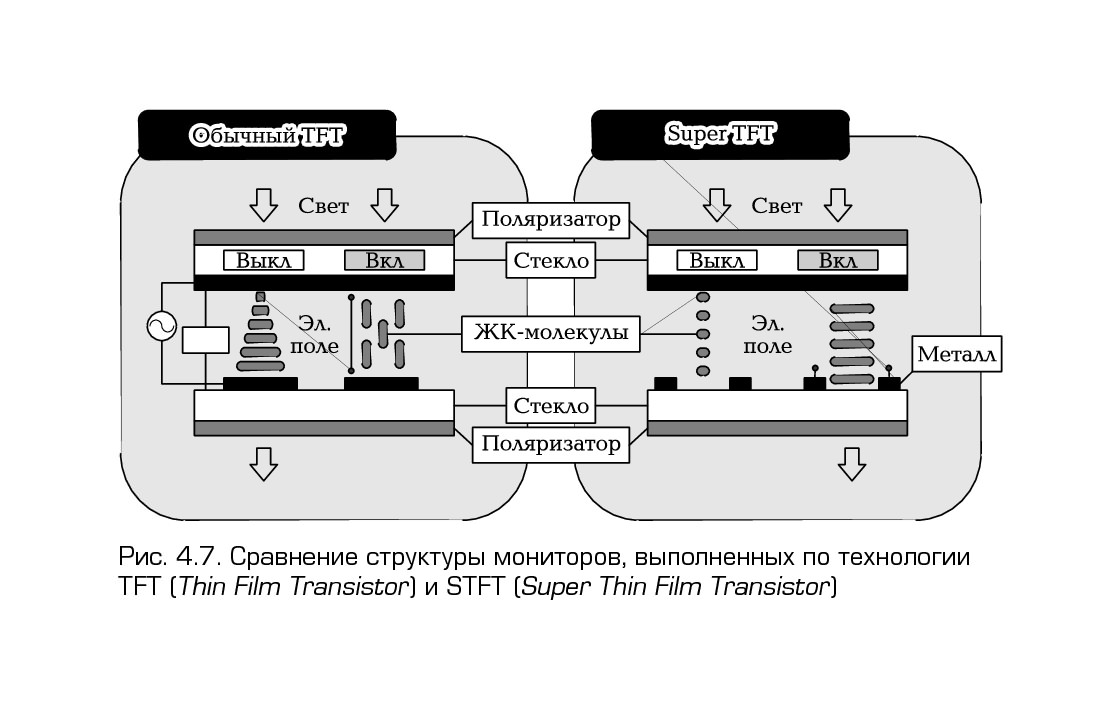 Обычный TFT
Super TFT
Свет
Свет
Поляризатор
Выкл
Вкл
Стекло
Выкл
Вкл
Эл.
поле
ЖК-молекулы
Эл.
поле
Металл
Стекло
Поляризатор
Рис. 4.7. Сравнение структуры мониторов, выполненных по технологии
TFT (Thin Film Transistor) и STFT (Super Thin Film Transistor)